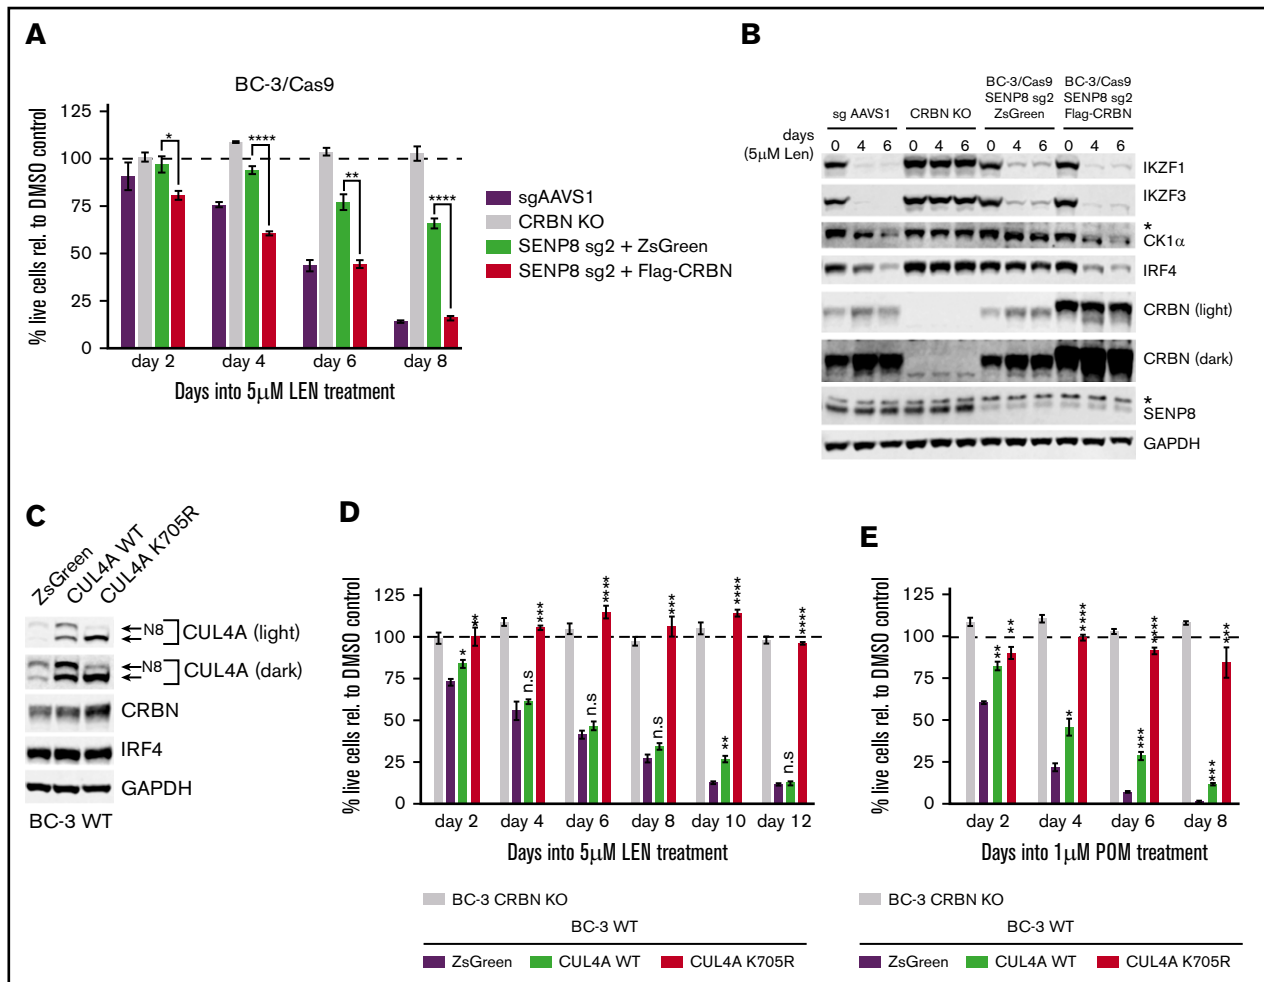 A
BC-3/Cas9
% live cells rel. to DMSO control
125
100
75
50
25
0
*
****
**
****
day 2 day 4 day 6 day 8
Days into 5μM LEN treatment
sgAAVS1
CRBN KO
SENP8 sg2 + ZsGreen
SENP8 sg2 + Flag-CRBN
B
sg AAVS1
CRBN KO
BC-3/Cas9
SENP8 sg2
ZsGreen
BC-3/Cas9
SENP8 sg2
Flag-CRBN
days
(5μM Len)
0 4 6 0 4 6 0 4 6 0 4 6
IKZF1
IKZF3
*
CK1α
IRF4
CRBN (light)
CRBN (dark)
*
SENP8
GAPDH
C
ZsGreen
CUL4A WT
CUL4A K705R
N8
CUL4A (light)
N8
CUL4A (dark)
CRBN
IRF4
GAPDH
BC-3 WT
D
% live cells rel. to DMSO control
125
100
75
50
25
0
* **
n.s ***
n.s ****
n.s ***
** ****
n.s ****
day 2 day 4 day 6 day 8 day 10 day 12
Days into 5μM LEN treatment
BC-3 CRBN KO
BC-3 WT
ZsGreen CUL4A WT CUL4A K705R
E
% live cells rel. to DMSO control
125
100
75
50
25
0
** **
* ****
**** ****
**** ***
day 2 day 4 day 6 day 8
Days into 1μM POM treatment
BC-3 CRBN KO
BC-3 WT
ZsGreen CUL4A WT CUL4A K705R